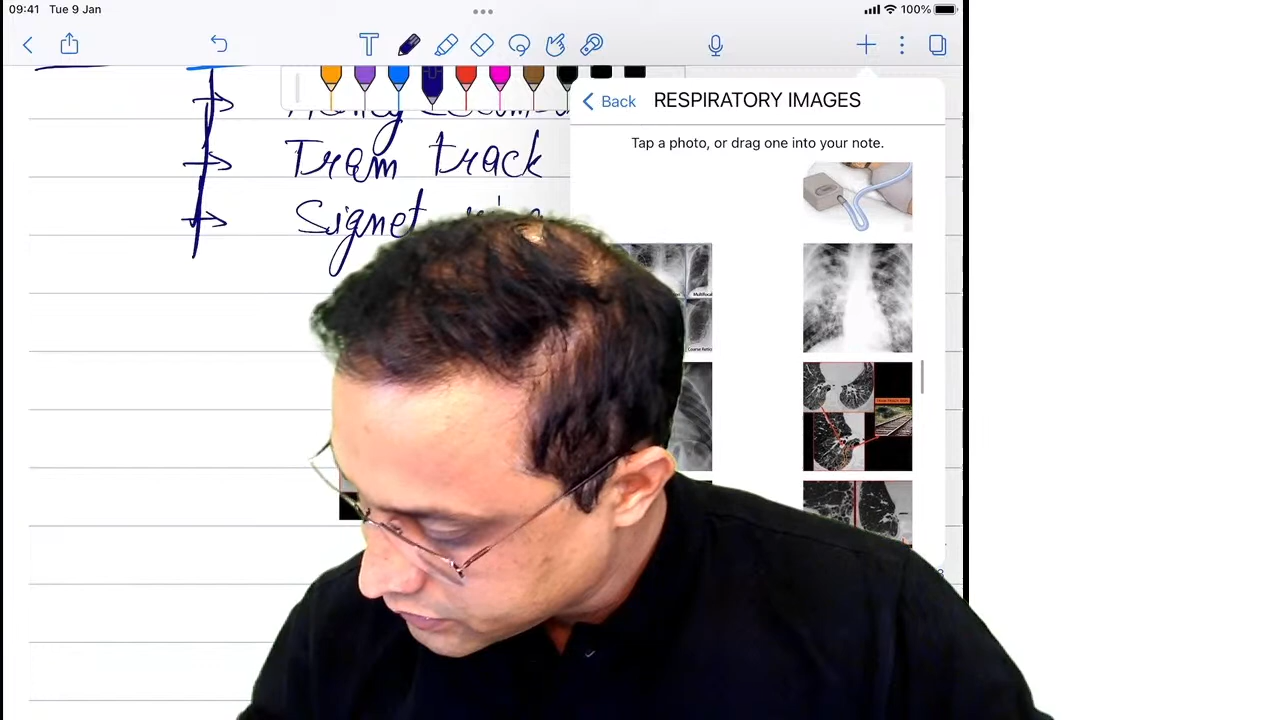 09:41 Tue 9 Jan
100%
Back RESPIRATORY IMAGES
Tap a photo, or drag one into your note.
Tram track
Signet